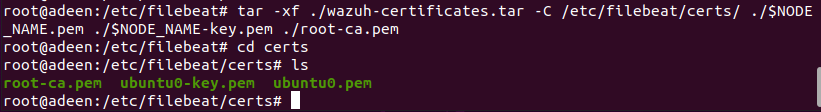 root@adeen:/etc/filebeat# tar -xf ./wazuh-certificates.tar -C /etc/filebeat/certs/ ./$NODE
_NAME.pem ./$NODE_NAME-key.pem ./root-ca.pem
root@adeen:/etc/filebeat# cd certs
root@adeen:/etc/filebeat/certs# ls
root-ca.pem  ubuntu0-key.pem  ubuntu0.pem
root@adeen:/etc/filebeat/certs#